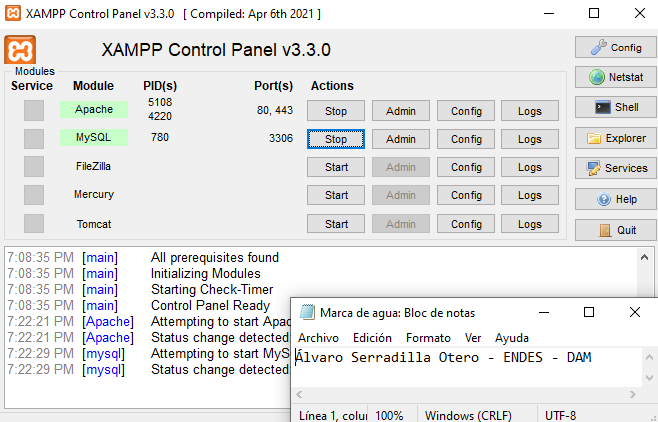 XAMPP Control Panel v3.3.0 [ Compiled: Apr 6th 2021 ]
XAMPP Control Panel v3.3.0
Config
Modules
Service Module PID(s) Port(s) Actions
Netstat
Apache 5108 4220 80, 443 Stop Admin Config Logs
Shell
MySQL 780 3306 Stop Admin Config Logs
Explorer
FileZilla Start Admin Config Logs
Services
Mercury Start Admin Config Logs
Help
Tomcat Start Admin Config Logs
Quit
7:08:35 PM [main] All prerequisites found
7:08:35 PM [main] Initializing Modules
7:08:35 PM [main] Starting Check-Timer
7:08:35 PM [main] Control Panel Ready
7:22:21 PM [Apache] Attempting to start Apac
7:22:21 PM [Apache] Status change detected:
7:22:29 PM [mysql] Attempting to start MyS
7:22:29 PM [mysql] Status change detected:
Marca de agua: Bloc de notas
Archivo Edición Formato Ver Ayuda
Álvaro Serradilla Otero - ENDES - DAM
Línea 1, colu 100% Windows (CRLF) UTF-8